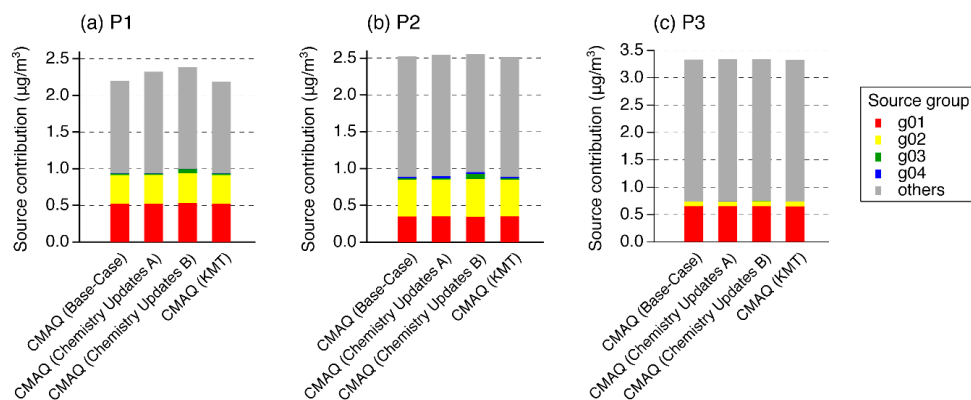 (a) P1
Source contribution (µg/m³)
2.5
2.0
1.5
1.0
0.5
0.0
CMAQ (Base-Case)
CMAQ (Chemistry Updates A)
CMAQ (Chemistry Updates B)
CMAQ (KMT)
(b) P2
Source contribution (µg/m³)
2.5
2.0
1.5
1.0
0.5
0.0
CMAQ (Base-Case)
CMAQ (Chemistry Updates A)
CMAQ (Chemistry Updates B)
CMAQ (KMT)
(c) P3
Source contribution (µg/m³)
3.5
3.0
2.5
2.0
1.5
1.0
0.5
0.0
CMAQ (Base-Case)
CMAQ (Chemistry Updates A)
CMAQ (Chemistry Updates B)
CMAQ (KMT)
Source group
g01
g02
g03
g04
others